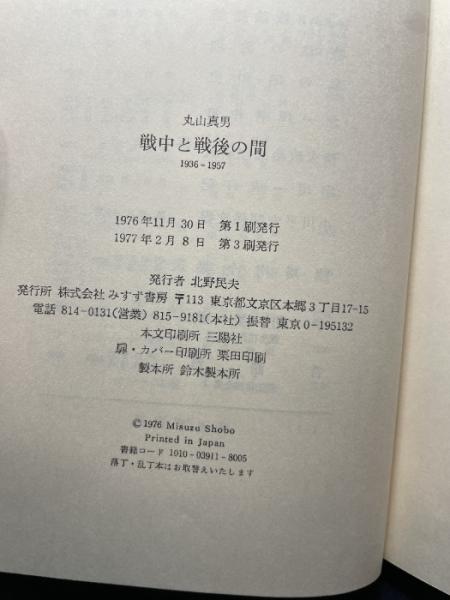 丸山真男
戦中と戦後の間
1936-1957
1976年11月30日 第1刷発行
1977年2月8日 第3刷発行
発行者 北野民夫
発行所 株式会社 みすず書房 〒113 東京都文京区本郷3丁目17-15
電話 814-0131(営業) 815-9181(本社) 振替 東京0-195132
本文印刷所 三陽社
扉・カバー印刷所 栗田印刷
製本所 鈴木製本所
©1976 Misuzu Shobo
Printed in Japan
書籍コード 1010-03911-8005
落丁・乱丁本はお取替えいたします